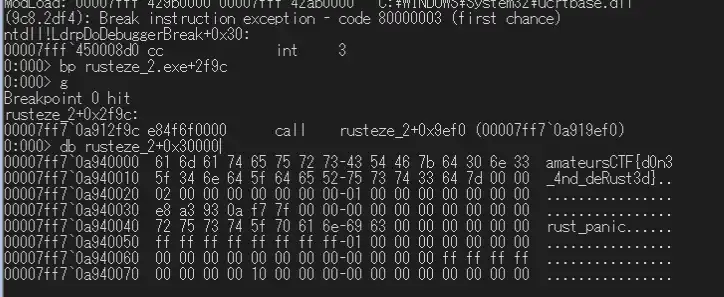 ModLoad: 00007fff`429b0000 00007fff`42ab0000   C:¥WINDOWS¥System32¥ucrtbase.dll
(9c8.2df4): Break instruction exception - code 80000003 (first chance)
ntdll!LdrpDoDebuggerBreak+0x30:
00007fff`450008d0 cc              int     3
0:000> bp rusteze_2.exe+2f9c
0:000> g
Breakpoint 0 hit
rusteze_2+0x2f9c:
00007ff7`0a912f9c e84f6f0000      call    rusteze_2+0x9ef0 (00007ff7`0a919ef0)
0:000> db rusteze_2+0x30000
00007ff7`0a940000  61 6d 61 74 65 75 72 73-43 54 46 7b 64 30 6e 33  amateursCTF{d0n3
00007ff7`0a940010  5f 34 6e 64 5f 64 65 52-75 73 74 33 64 7d 00 00  _4nd_deRust3d}..
00007ff7`0a940020  02 00 00 00 00 00 00 00-01 00 00 00 00 00 00 00  ................
00007ff7`0a940030  e8 a3 93 0a f7 7f 00 00-00 00 00 00 00 00 00 00  ................
00007ff7`0a940040  72 75 73 74 5f 70 61 6e-69 63 00 00 00 00 00 00  rust_panic......
00007ff7`0a940050  ff ff ff ff ff ff ff ff-01 00 00 00 00 00 00 00  ................
00007ff7`0a940060  00 00 00 00 00 00 00 00-00 00 00 00 ff ff ff ff  ................
00007ff7`0a940070  00 00 00 00 10 00 00 00-00 00 00 00 00 00 00 00  ................